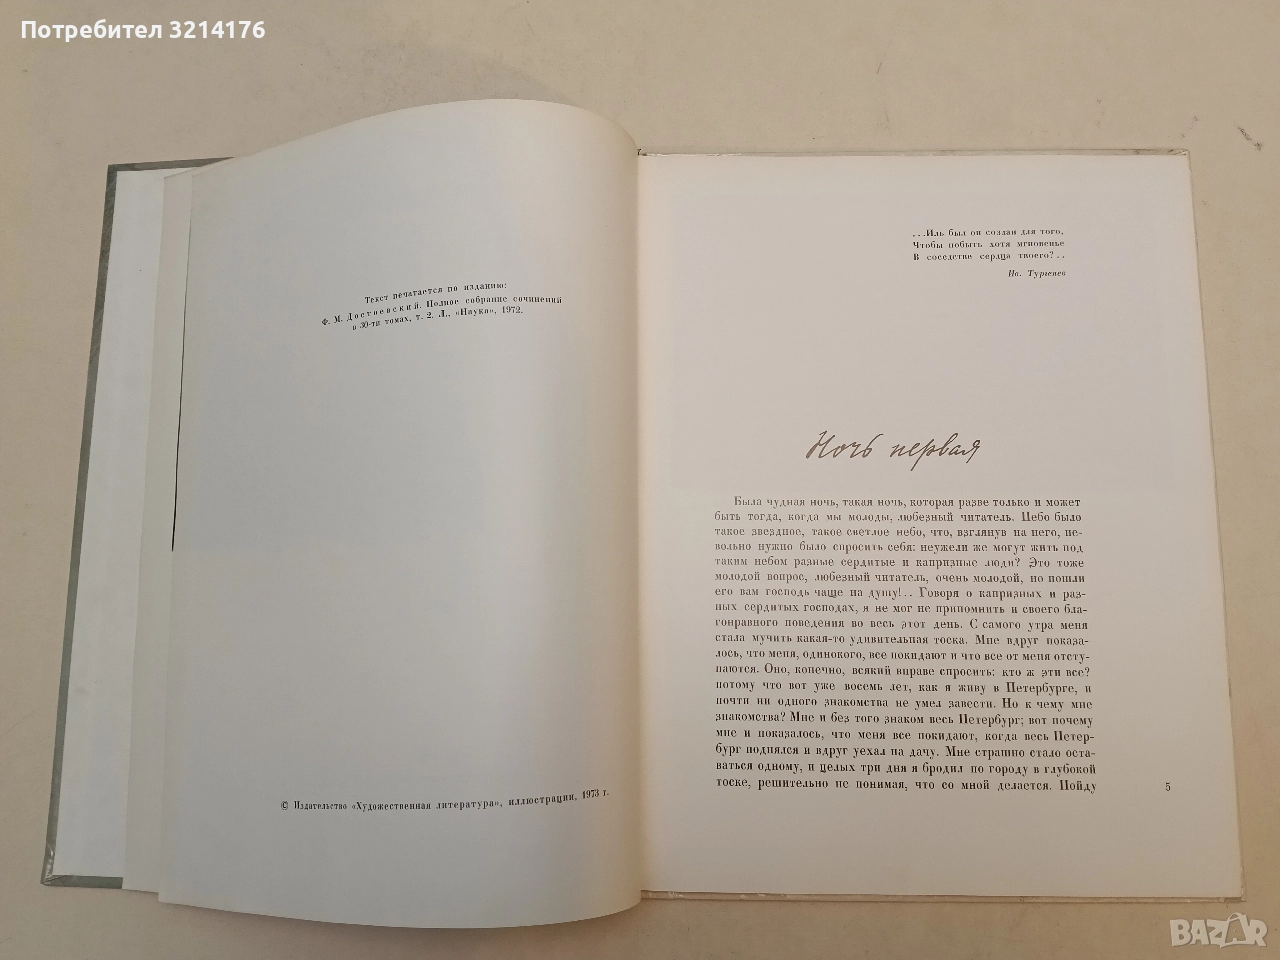 Потребител 3214176
Текст печатается по изданию:
Ф. М. Достоевский. Полное собрание сочинений
в 30-ти томах, т. 2. Л., «Наука», 1972.
© Издательство «Художественная литература», иллюстрации, 1973 г.
...Иль был он создан для того,
Чтобы побыть хотя мгновенье
В соседстве сердца твоего?..
Ив. Тургенев
Ночь первая
Была чудная ночь, такая ночь, которая разве только и может
быть тогда, когда мы молоды, любезный читатель. Небо было
такое звездное, такое светлое небо, что, взглянув на него, не-
вольно нужно было спросить себя: неужели же могут жить под
таким небом разные сердитые и капризные люди? Это тоже
молодой вопрос, любезный читатель, очень молодой, но пошли
его вам господь чаще на душу!.. Говоря о капризных и раз-
ных сердитых господах, я не мог не припомнить и своего бла-
гонравного поведения во весь этот день. С самого утра меня
стала мучить какая-то удивительная тоска. Мне вдруг показа-
лось, что меня, одинокого, все покидают и что все от меня отсту-
паются. Оно, конечно, всякий вправе спросить: кто ж эти все?
потому что вот уже восемь лет, как я живу в Петербурге, и
почти ни одного знакомства не умел завести. Но к чему мне
знакомства? Мне и без того знаком весь Петербург; вот почему
мне и показалось, что меня все покидают, когда весь Петер-
бург поднялся и вдруг уехал на дачу. Мне страшно стало оста-
ваться одному, и целых три дня я бродил по городу в глубокой
тоске, решительно не понимая, что со мной делается. Пойду
5
BAZAR